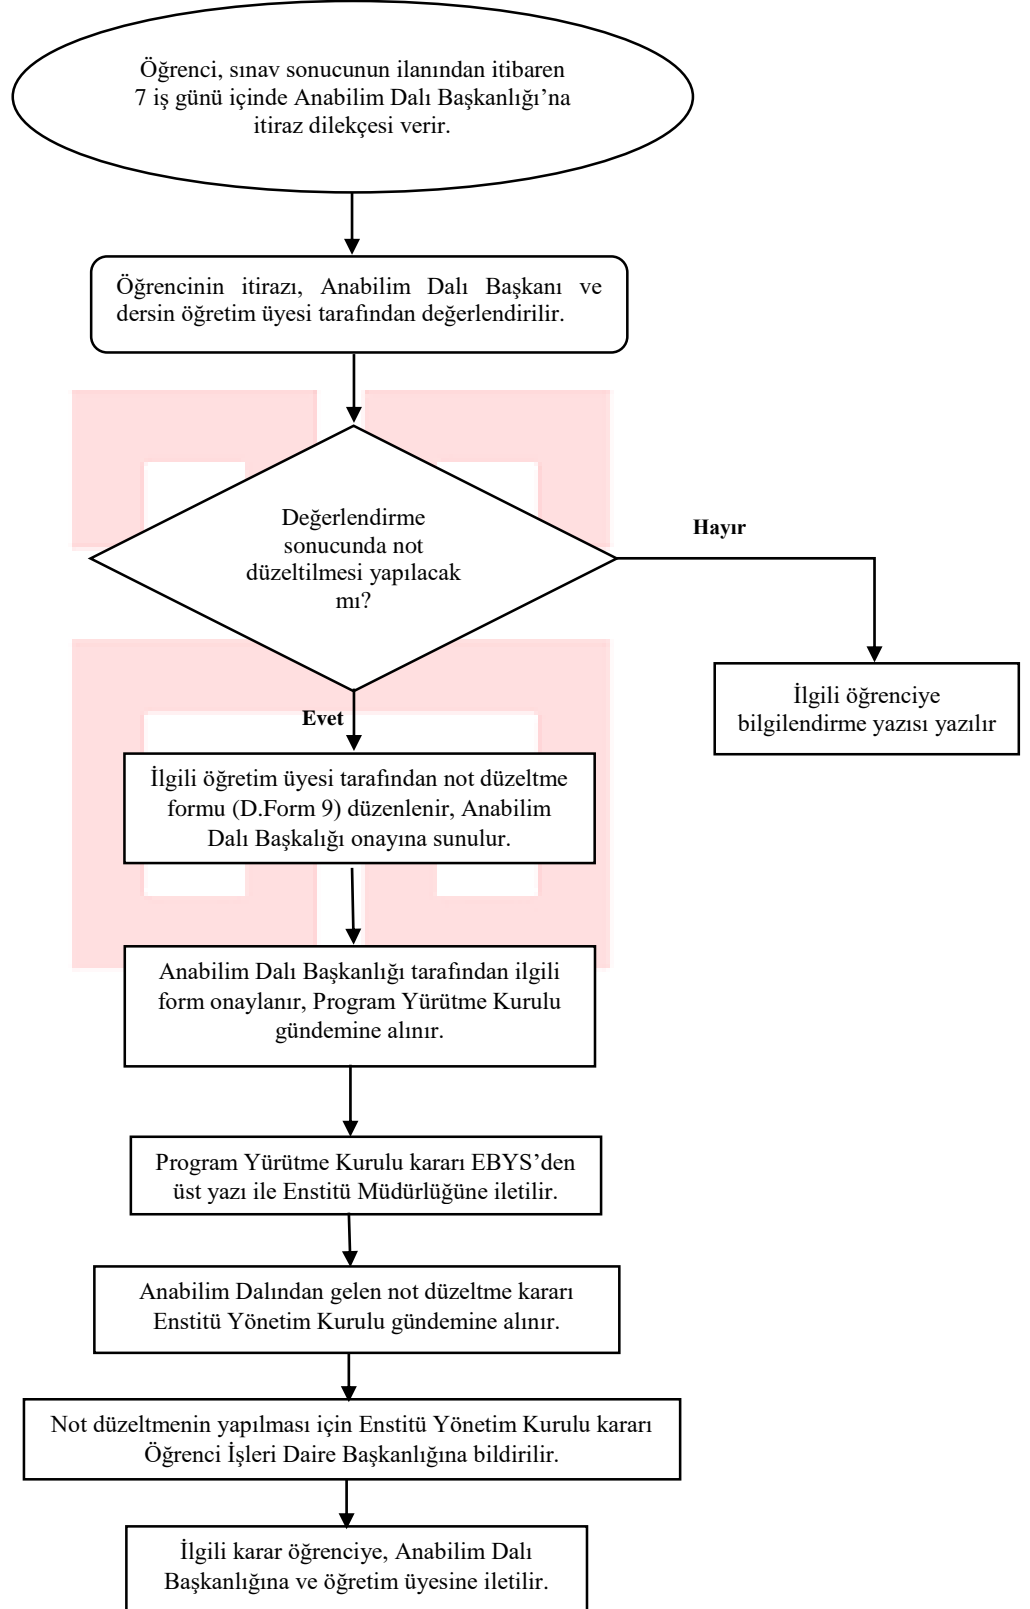 Öğrenci, sınav sonucunun ilanından itibaren
7 iş günü içinde Anabilim Dalı Başkanlığı’na
itiraz dilekçesi verir.
Öğrencinin itirazı, Anabilim Dalı Başkanı ve
dersin öğretim üyesi tarafından değerlendirilir.
Değerlendirme
sonucunda not
düzeltilmesi yapılacak
mı?
Hayır
İlgili öğrenciye
bilgilendirme yazısı yazılır
Evet
İlgili öğretim üyesi tarafından not düzeltme
formu (D.Form 9) düzenlenir, Anabilim
Dalı Başkalığı onayına sunulur.
Anabilim Dalı Başkanlığı tarafından ilgili
form onaylanır, Program Yürütme Kurulu
gündemine alınır.
Program Yürütme Kurulu kararı EBYS’den
üst yazı ile Enstitü Müdürlüğüne iletilir.
Anabilim Dalından gelen not düzeltme kararı
Enstitü Yönetim Kurulu gündemine alınır.
Not düzeltmenin yapılması için Enstitü Yönetim Kurulu kararı
Öğrenci İşleri Daire Başkanlığına bildirilir.
İlgili karar öğrenciye, Anabilim Dalı
Başkanlığına ve öğretim üyesine iletilir.